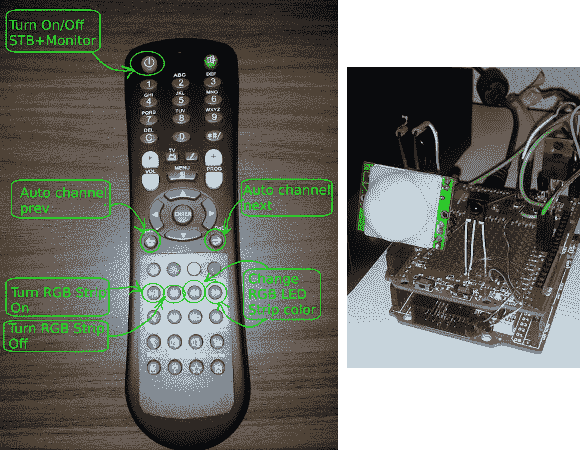 Turn On/Off
STB+Monitor
1
ABC
2
DEF
3
GHI
4
JKL
5
MNO
6
PQR
7
TUV
8
WXYZ
9
DEL
C
0
TV
VOL
MENU
PROG
ENTER
Auto channe
prev
Auto channel
next
Turn RGB Strip
On
Turn RGB Strip
Off
Change
RGB LED
Strip color